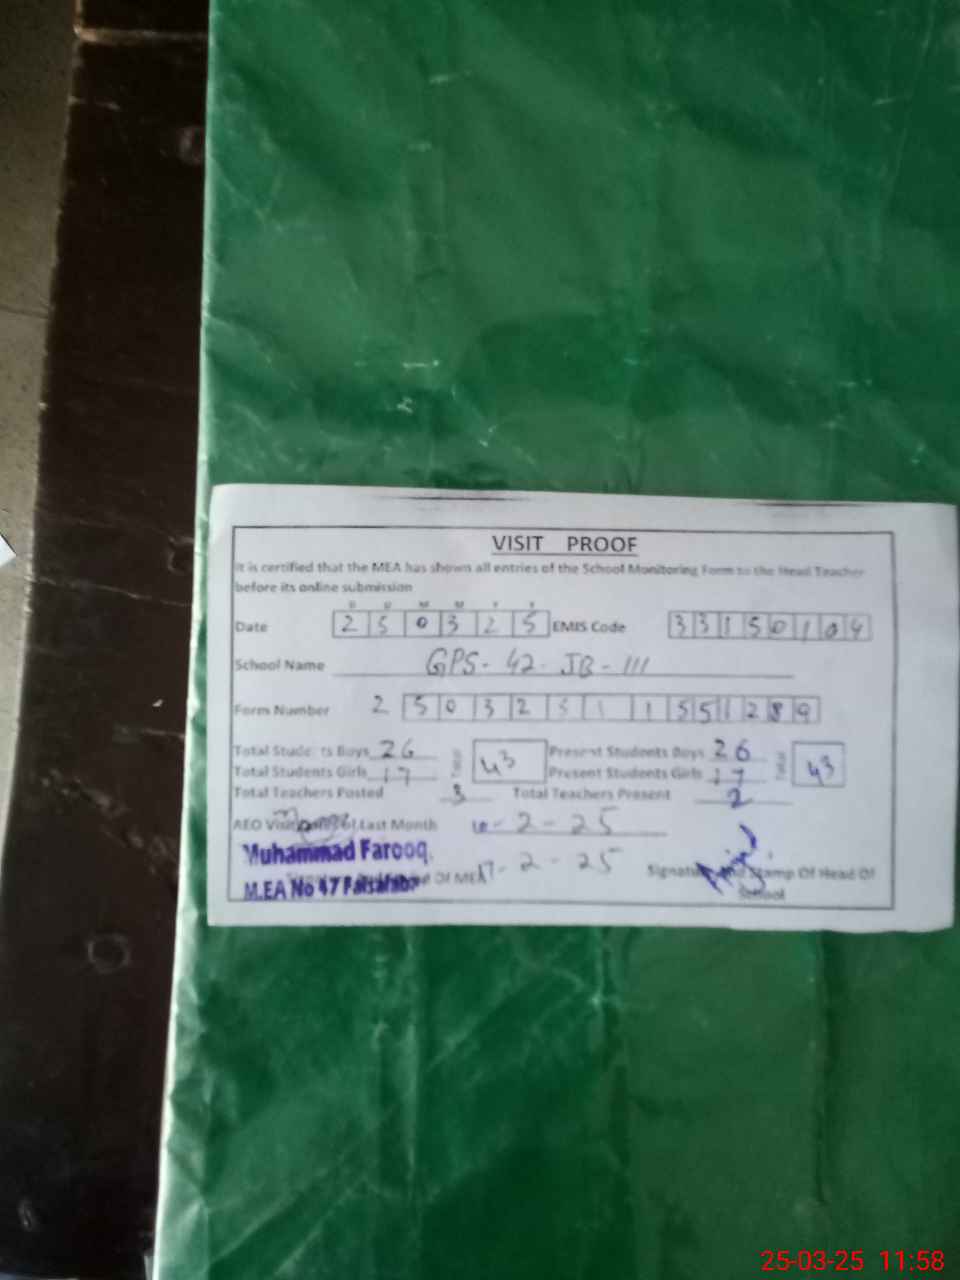 VISIT PROOF
It is certified that the MEA has shown all entries of the School Monitoring Form to the Head Teacher
before its online submission
D D M M Y Y
Date 2 5 0 3 2 5 EMIS Code 3 3 1 5 0 1 0 4
School Name GPS- 42- JB- III
Form Number 2 5 0 3 2 5 1 1 5 5 1 2 8 9
Total Students Boys 26 Total 43 Present Students Boys 26 Total 43
Total Students Girls 17 Present Students Girls 17
Total Teachers Posted 3 Total Teachers Present 2
AEO Visit Last Month - 2 - 25
Muhammad Farooq 17- 2 - 25
M.EA No 47 Faisalabad Of MEA Signature and Stamp Of Head Of
School
25-03-25 11:58